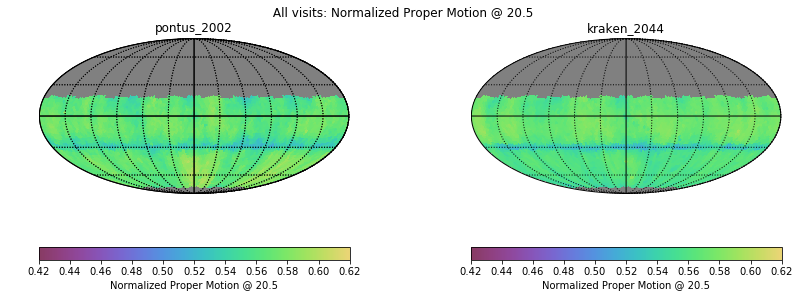 All visits: Normalized Proper Motion @ 20.5
pontus_2002
kraken_2044
0.42 0.44 0.46 0.48 0.50 0.52 0.54 0.56 0.58 0.60 0.62
Normalized Proper Motion @ 20.5
0.42 0.44 0.46 0.48 0.50 0.52 0.54 0.56 0.58 0.60 0.62
Normalized Proper Motion @ 20.5